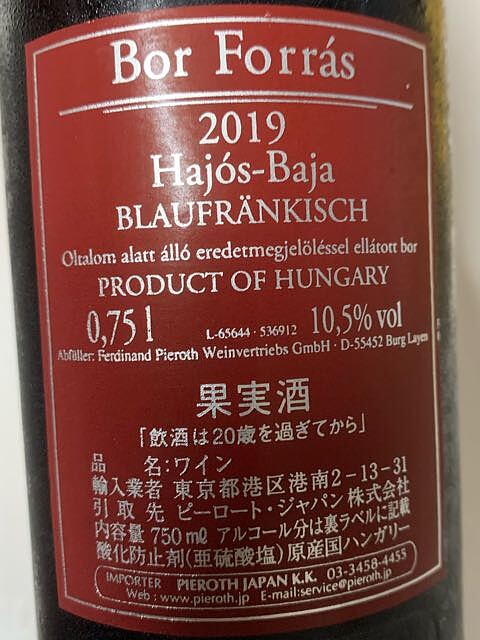 Bor Forrás
2019
Hajós-Baja
BLAUFRÄNKISCH
Oltalom alatt álló eredetmegjelöléssel ellátott bor
PRODUCT OF HUNGARY
0,75 l L-65644 · 536912 10,5% vol
Abfüller: Ferdinand Pieroth Weinvertriebs GmbH · D-55452 Burg Layen
果実酒
「飲酒は20歳を過ぎてから」
品 名:ワイン
輸入業者 東京都港区港南2-13-31
引取先 ピーロート・ジャパン株式会社
内容量 750㎖ アルコール分は裏ラベルに記載
酸化防止剤(亜硫酸塩) 原産国ハンガリー
IMPORTER PIEROTH JAPAN K.K. 03-3458-4455
Web : www.pieroth.jp E-mail:service@pieroth.jp